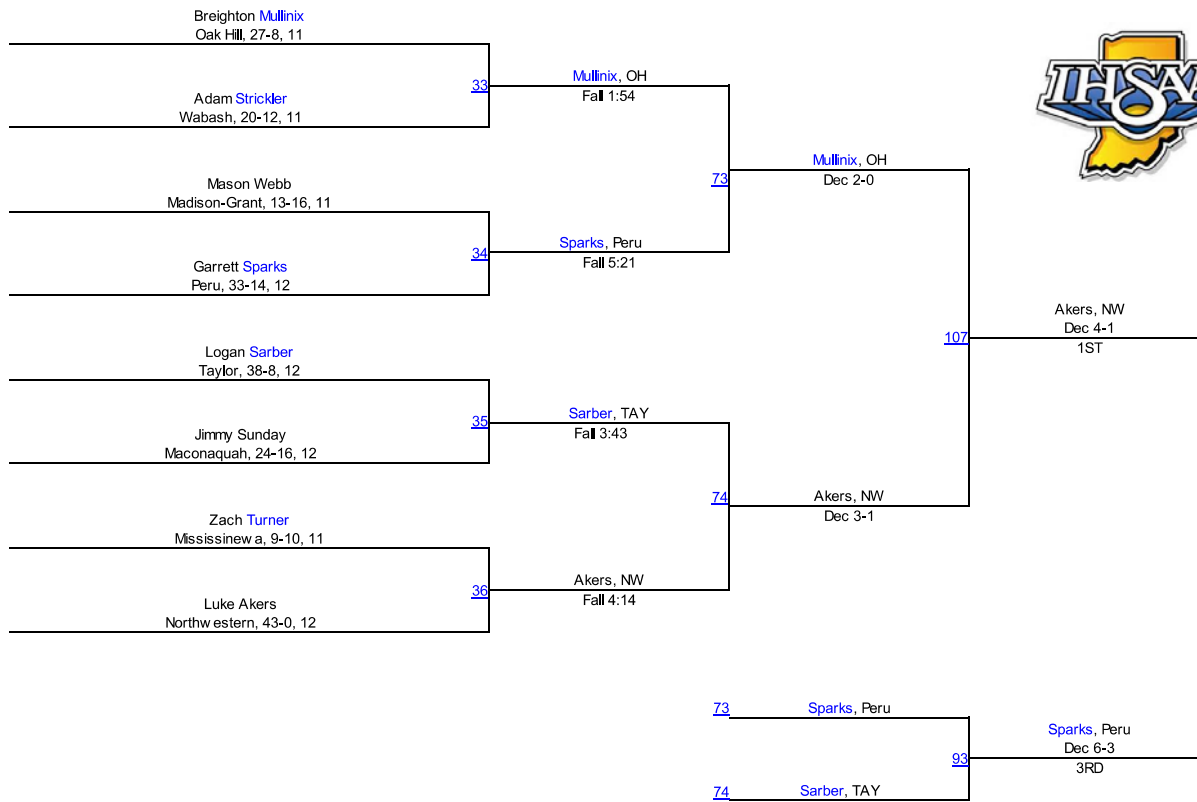 Breighton Mullinix
Oak Hill, 27-8, 11
33
Mullinix, OH
Fall 1:54
Adam Strickler
Wabash, 20-12, 11
73
Mullinix, OH
Dec 2-0
Mason Webb
Madison-Grant, 13-16, 11
34
Sparks, Peru
Fall 5:21
Garrett Sparks
Peru, 33-14, 12
107
Akers, NW
Dec 4-1
1ST
Logan Sarber
Taylor, 38-8, 12
35
Sarber, TAY
Fall 3:43
Jimmy Sunday
Maconaquah, 24-16, 12
74
Akers, NW
Dec 3-1
Zach Turner
Mississinewa, 9-10, 11
36
Akers, NW
Fall 4:14
Luke Akers
Northwestern, 43-0, 12
73
Sparks, Peru
93
Sparks, Peru
Dec 6-3
3RD
74
Sarber, TAY
IHSAA